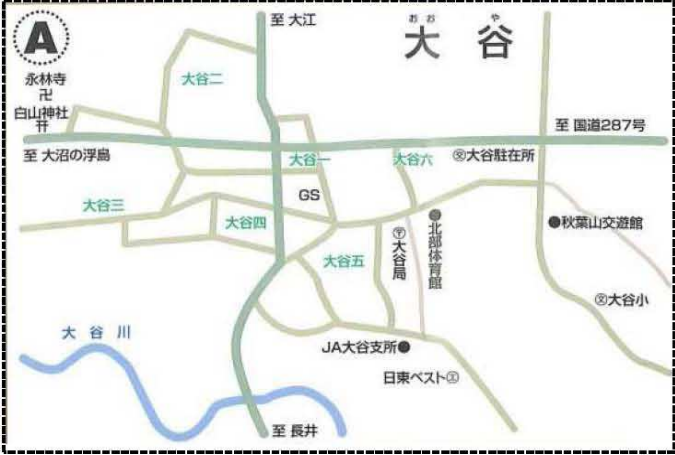 A
至 大江
おお や
大 谷
大谷二
永林寺
卍
白山神社
至 国道287号
至 大沼の浮島
大谷一
大谷六
大谷駐在所
GS
大谷三
大谷四
〒大谷局
北部体育館
秋葉山交遊館
大谷五
文大谷小
大 谷 川
JA大谷支所
日東ベスト工
至 長井